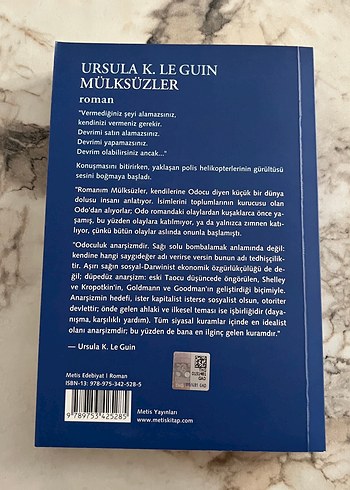 URSULA K. LE GUIN
MÜLKSÜZLER
roman
"Vermediğiniz şeyi alamazsınız,
kendinizi vermeniz gerekir.
Devrimi satın alamazsınız.
Devrimi yapamazsınız.
Devrim olabilirsiniz ancak..."
Konuşmasını bitirirken, yaklaşan polis helikopterlerinin gürültüsü
sesini boğmaya başladı.
"Romanım Mülksüzler, kendilerine Odocu diyen küçük bir dünya
dolusu insanı anlatıyor. İsimlerini toplumlarının kurucusu olan
Odo'dan alıyorlar; Odo romandaki olaylardan kuşaklarca önce ya-
şamış, bu yüzden olaylara katılmıyor, ya da yalnızca zımnen katı-
lıyor, çünkü bütün olaylar aslında onunla başlamıştı.
"Odoculuk anarşizmdir. Sağı solu bombalamak anlamında değil:
kendine hangi saygıdeğer adı verirse versin bunun adı tedhişçilik-
tir. Aşırı sağın sosyal-Darwinist ekonomik özgürlükçülüğü de de-
ğil; düpedüz anarşizm: eski Taocu düşüncede öngörülen, Shelley
ve Kropotkin'in, Goldmann ve Goodman'ın geliştirdiği biçimiyle.
Anarşizmin hedefi, ister kapitalist isterse sosyalist olsun, otoriter
devlettir; önde gelen ahlaki ve ilkesel teması ise işbirliğidir (daya-
nışma, karşılıklı yardım). Tüm siyasal kuramlar içinde en idealist
olanı anarşizmdir; bu yüzden de bana en ilginç gelen kuramdır."
— Ursula K. Le Guin
Metis Edebiyat | Roman
ISBN-13: 978-975-342-528-5
9 789753 425285
Metis Yayınları
www.metiskitap.com